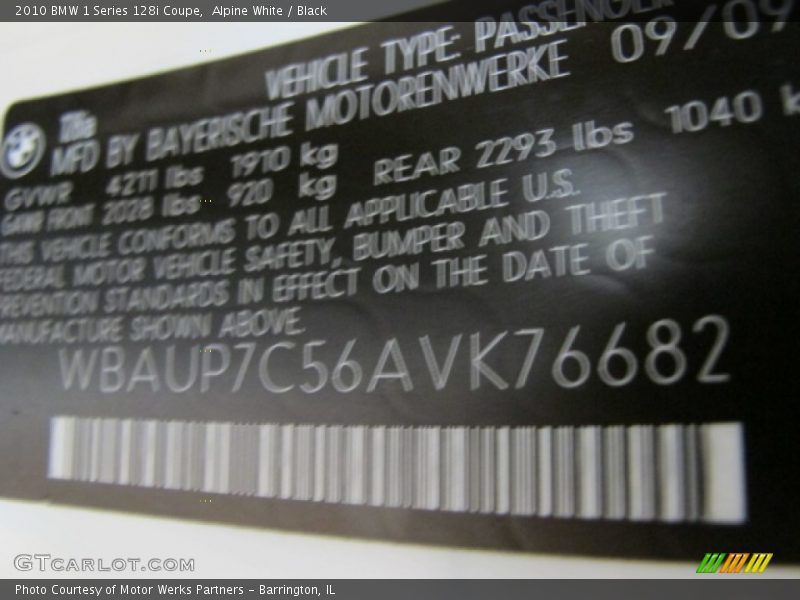 2010 BMW 1 Series 128i Coupe,  Alpine White / Black
VEHICLE TYPE: PASSENGER
MFD BY BAYERISCHE MOTORENWERKE 09/09
GVWR 4211 lbs 1910 kg
GAWR FRONT 2028 lbs 920 kg REAR 2293 lbs 1040 k
THIS VEHICLE CONFORMS TO ALL APPLICABLE U.S.
FEDERAL MOTOR VEHICLE SAFETY, BUMPER AND THEFT
PREVENTION STANDARDS IN EFFECT ON THE DATE OF
MANUFACTURE SHOWN ABOVE.
WBAUP7C56AVK76682
GTCARLOT.COM
Photo Courtesy of Motor Werks Partners - Barrington, IL